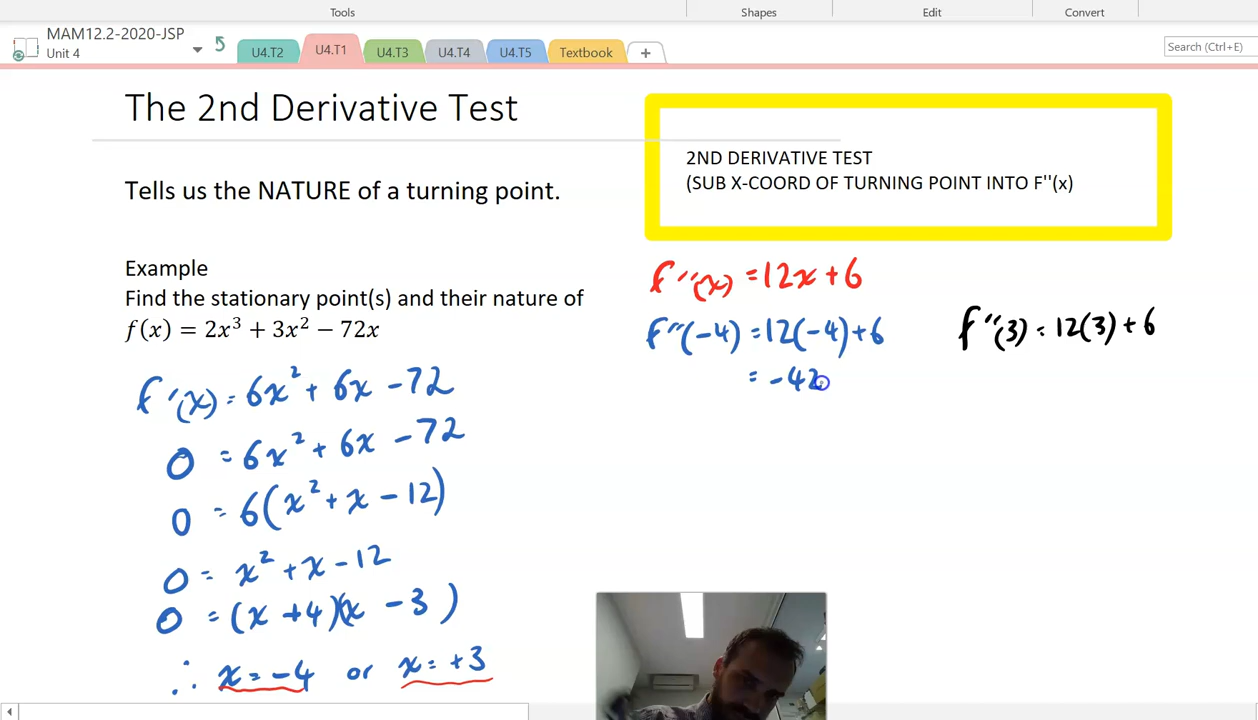 Tools
Shapes
Edit
Convert
MAM12.2-2020-JSP
Unit 4
U4.T2
U4.T1
U4.T3
U4.T4
U4.T5
Textbook
+
Search (Ctrl+E)
The 2nd Derivative Test
Tells us the NATURE of a turning point.
Example
Find the stationary point(s) and their nature of
f(x) = 2x³ + 3x² − 72x
f'(x) = 6x² + 6x - 72
0 = 6x² + 6x - 72
0 = 6(x² + x - 12)
0 = x² + x - 12
0 = (x + 4)(x - 3)
∴ x = -4 or x = +3
2ND DERIVATIVE TEST
(SUB X-COORD OF TURNING POINT INTO F''(x)
f''(x) = 12x + 6
f''(-4) = 12(-4) + 6
= -42
f''(3) = 12(3) + 6